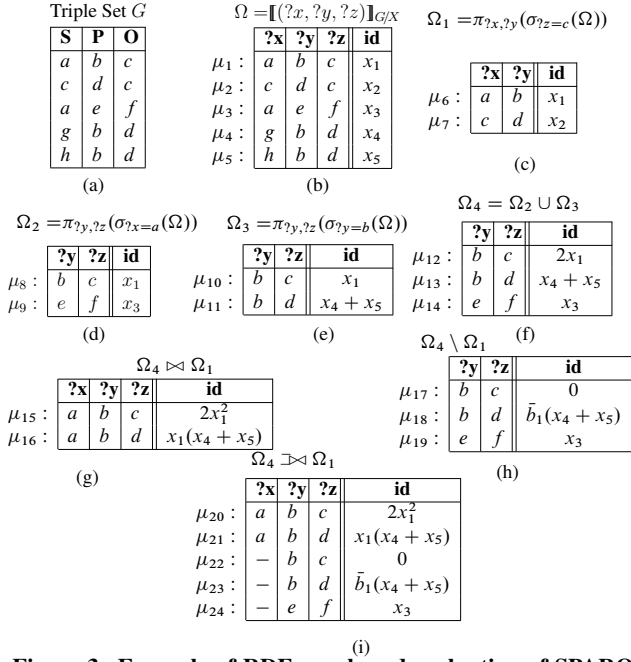 Triple Set G
S P O
a b c
c d c
a e f
g b d
h b d
(a)
Ω =⟦(?x, ?y, ?z)⟧G/X
?x ?y ?z id
μ1 : a b c x1
μ2 : c d c x2
μ3 : a e f x3
μ4 : g b d x4
μ5 : h b d x5
(b)
Ω1 =π?x,?y(σ?z=c(Ω))
?x ?y id
μ6 : a b x1
μ7 : c d x2
(c)
Ω2 =π?y,?z(σ?x=a(Ω))
?y ?z id
μ8 : b c x1
μ9 : e f x3
(d)
Ω3 =π?y,?z(σ?y=b(Ω))
?y ?z id
μ10 : b c x1
μ11 : b d x4 + x5
(e)
Ω4 = Ω2 ∪ Ω3
?y ?z id
μ12 : b c 2x1
μ13 : b d x4 + x5
μ14 : e f x3
(f)
Ω4 ⋈ Ω1
?x ?y ?z id
μ15 : a b c 2x1²
μ16 : a b d x1(x4 + x5)
(g)
Ω4 \ Ω1
?y ?z id
μ17 : b c 0
μ18 : b d b̄1(x4 + x5)
μ19 : e f x3
(h)
Ω4 ⟕ Ω1
?x ?y ?z id
μ20 : a b c 2x1²
μ21 : a b d x1(x4 + x5)
μ22 : − b c 0
μ23 : − b d b̄1(x4 + x5)
μ24 : − e f x3
(i)